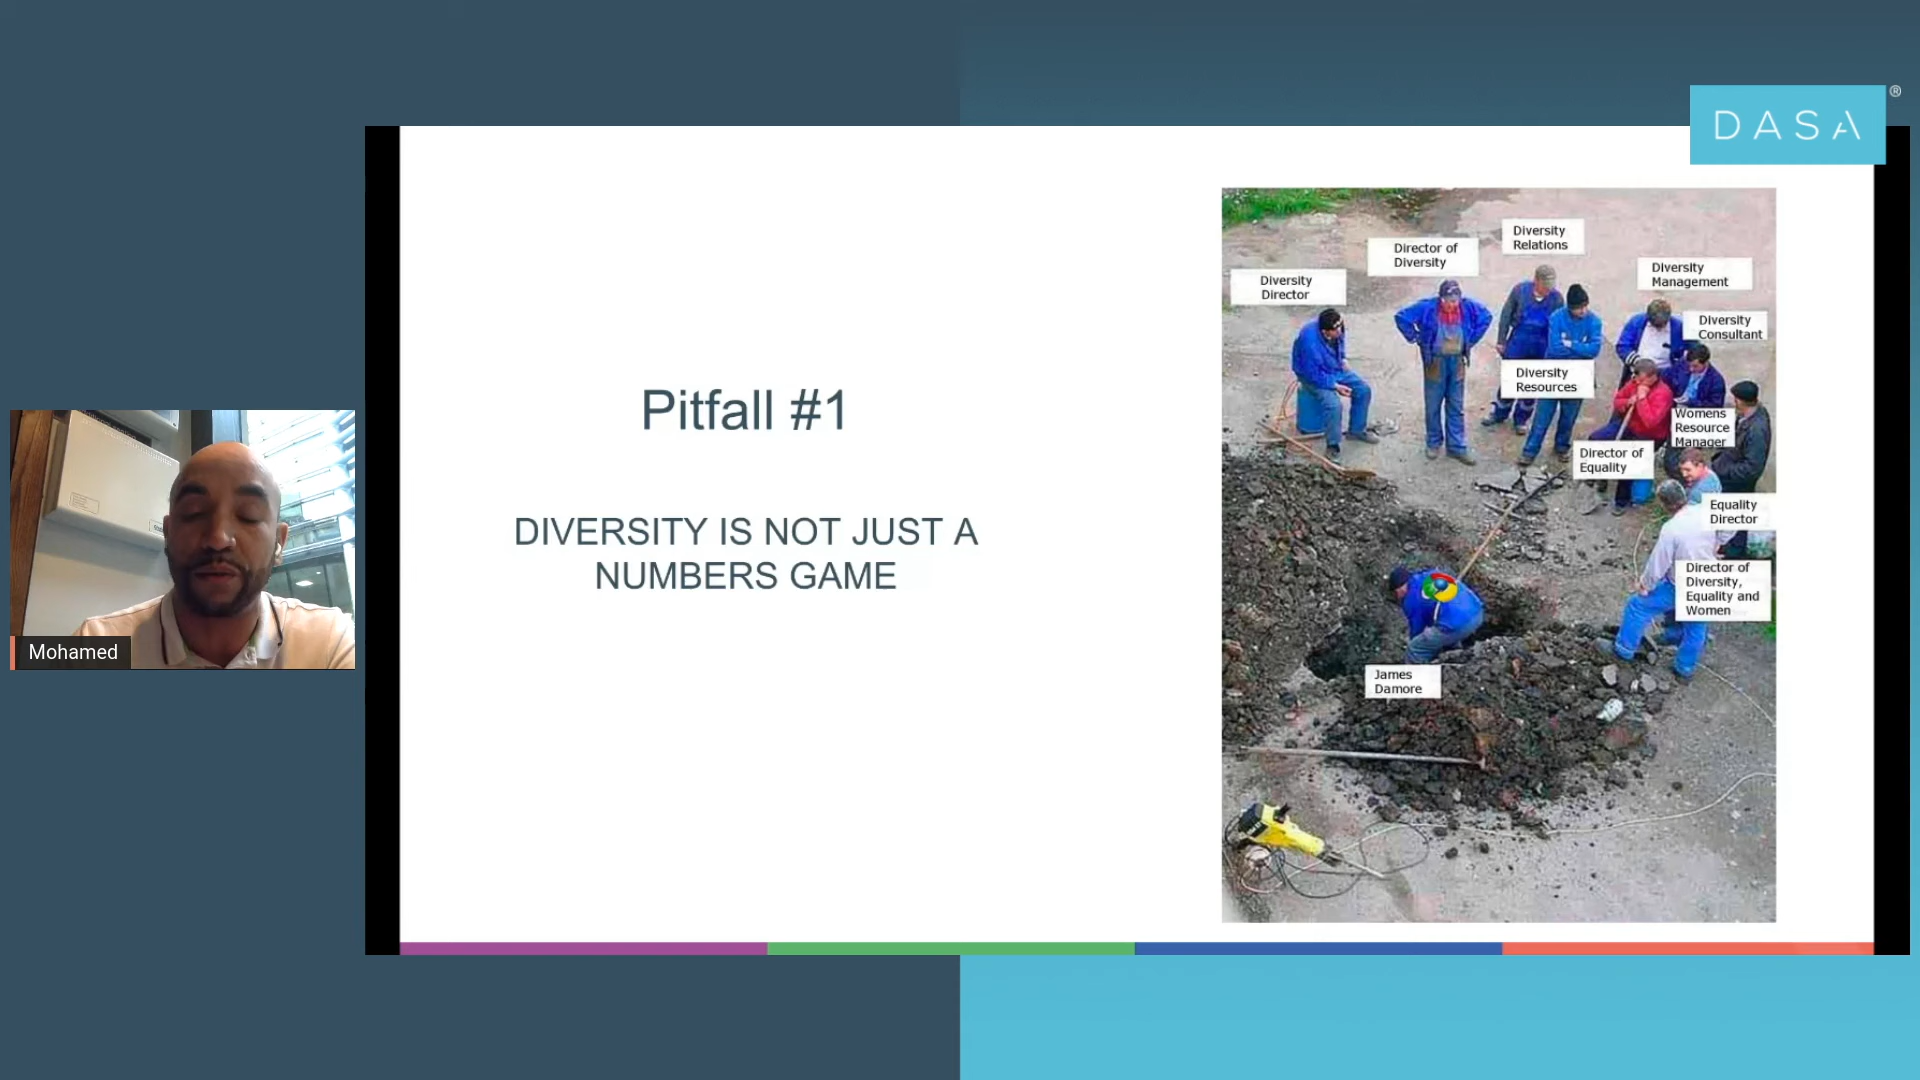 DASA
®
Pitfall #1
DIVERSITY IS NOT JUST A
NUMBERS GAME
Diversity
Director
Director of
Diversity
Diversity
Relations
Diversity
Management
Diversity
Consultant
Diversity
Resources
Womens
Resource
Manager
Director of
Equality
Equality
Director
Director of
Diversity,
Equality and
Women
James
Damore
Mohamed